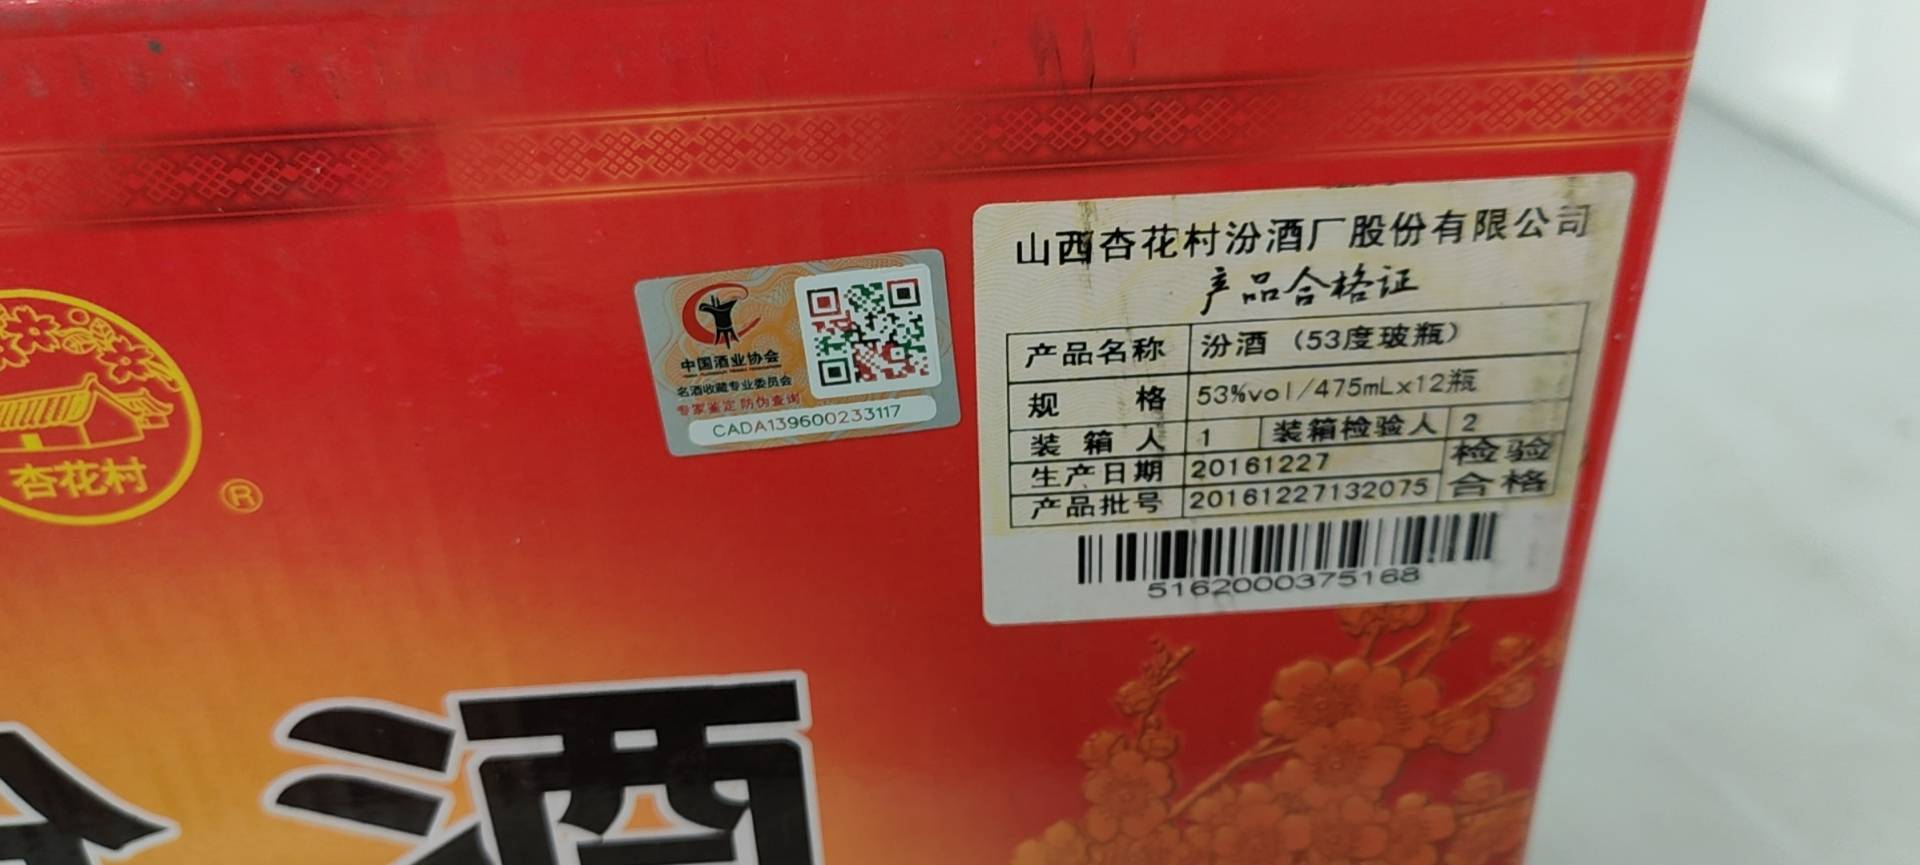 杏花村
®
中国酒业协会
名酒收藏专业委员会
专家鉴定 防伪查询
CADA139600233117
山西杏花村汾酒厂股份有限公司
产品合格证
产品名称 汾酒（53度玻瓶）
规格 53%vol/475mLx12瓶
装箱人 1 装箱检验人 2
生产日期 20161227 检验
产品批号 20161227132075 合格
5162000375168
酒